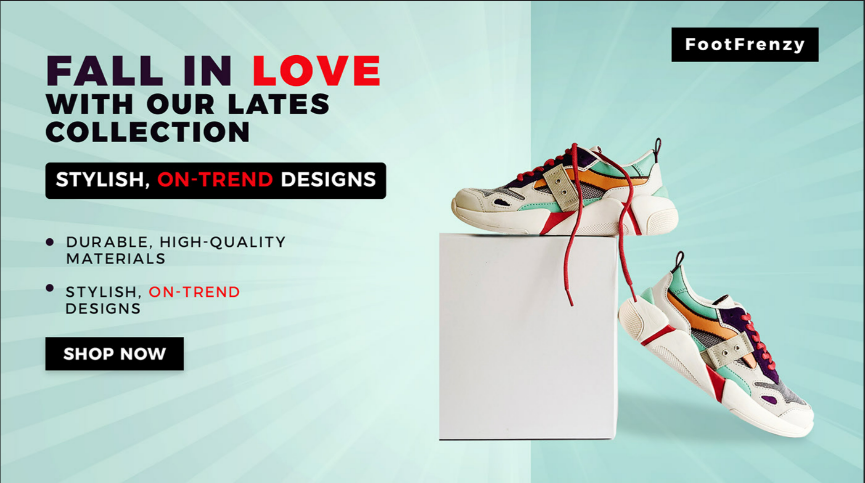 FootFrenzy
FALL IN LOVE
WITH OUR LATES
COLLECTION
STYLISH, ON-TREND DESIGNS
DURABLE, HIGH-QUALITY
MATERIALS
STYLISH, ON-TREND
DESIGNS
SHOP NOW